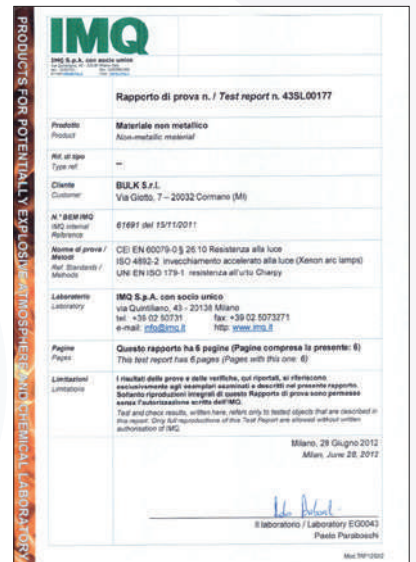 PRODUCTS FOR POTENTIALLY EXPLOSIVE ATMOSPHERE AND CHEMICAL LABORATORY
IMQ
IMQ S.p.A. con socio unico
Rapporto di prova n. / Test report n. 43SL00177
Prodotto
Product
Materiale non metallico
Non-metallic material
Rif. di tipo
Type ref.
–
Cliente
Customer
BULK S.r.l.
Via Giotto, 7 – 20032 Cormano (MI)
N.° BEM IMQ
IMQ internal
Reference
61691 del 15/11/2011
Norme di prova /
Metodi
Ref. Standards /
Methods
CEI EN 60079-0 § 26.10 Resistenza alla luce
ISO 4892-2 invecchiamento accelerato alla luce (Xenon arc lamps)
UNI EN ISO 179-1 resistenza all'urto Charpy
Laboratorio
Laboratory
IMQ S.p.A. con socio unico
via Quintiliano, 43 - 20138 Milano
tel: +39 02 50731 fax: +39 02 5073271
e-mail: info@imq.it http: www.imq.it
Pagine
Pages
Questo rapporto ha 6 pagine (Pagine compresa la presente: 6)
This test report has 6 pages (Pages with this one: 6)
Limitazioni
Limitations
I risultati delle prove e delle verifiche, qui riportati, si riferiscono
esclusivamente agli esemplari esaminati e descritti nel presente rapporto.
Soltanto riproduzioni integrali di questo Rapporto di prova sono permesse
senza l'autorizzazione scritta dell'IMQ.
Test and check results, written here, refers only to tested objects that are described in
this report. Only full reproductions of this Test Report are allowed without written
authorisation of IMQ.
Milano, 28 Giugno 2012
Milan, June 28, 2012
Il laboratorio / Laboratory EG0043
Paolo Paraboschi